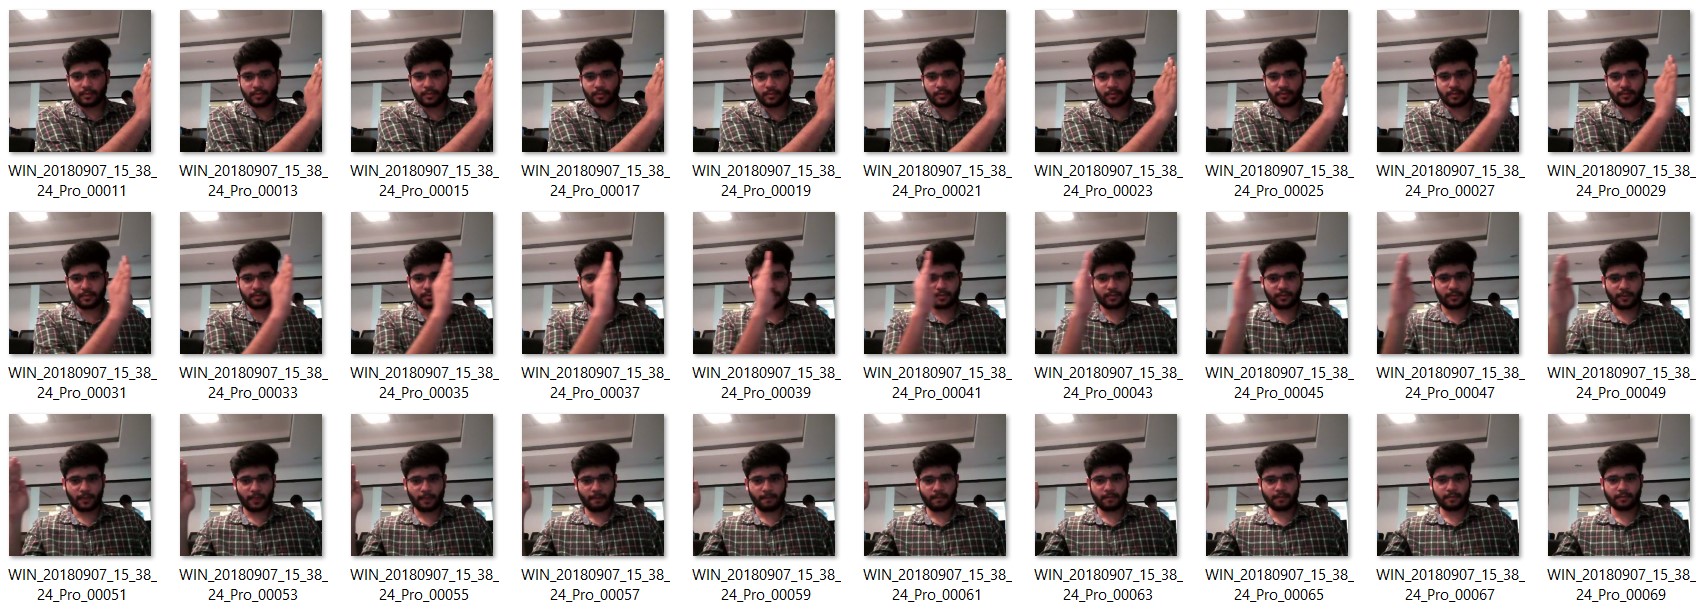 WIN_20180907_15_38_
24_Pro_00011
WIN_20180907_15_38_
24_Pro_00013
WIN_20180907_15_38_
24_Pro_00015
WIN_20180907_15_38_
24_Pro_00017
WIN_20180907_15_38_
24_Pro_00019
WIN_20180907_15_38_
24_Pro_00021
WIN_20180907_15_38_
24_Pro_00023
WIN_20180907_15_38_
24_Pro_00025
WIN_20180907_15_38_
24_Pro_00027
WIN_20180907_15_38_
24_Pro_00029
WIN_20180907_15_38_
24_Pro_00031
WIN_20180907_15_38_
24_Pro_00033
WIN_20180907_15_38_
24_Pro_00035
WIN_20180907_15_38_
24_Pro_00037
WIN_20180907_15_38_
24_Pro_00039
WIN_20180907_15_38_
24_Pro_00041
WIN_20180907_15_38_
24_Pro_00043
WIN_20180907_15_38_
24_Pro_00045
WIN_20180907_15_38_
24_Pro_00047
WIN_20180907_15_38_
24_Pro_00049
WIN_20180907_15_38_
24_Pro_00051
WIN_20180907_15_38_
24_Pro_00053
WIN_20180907_15_38_
24_Pro_00055
WIN_20180907_15_38_
24_Pro_00057
WIN_20180907_15_38_
24_Pro_00059
WIN_20180907_15_38_
24_Pro_00061
WIN_20180907_15_38_
24_Pro_00063
WIN_20180907_15_38_
24_Pro_00065
WIN_20180907_15_38_
24_Pro_00067
WIN_20180907_15_38_
24_Pro_00069